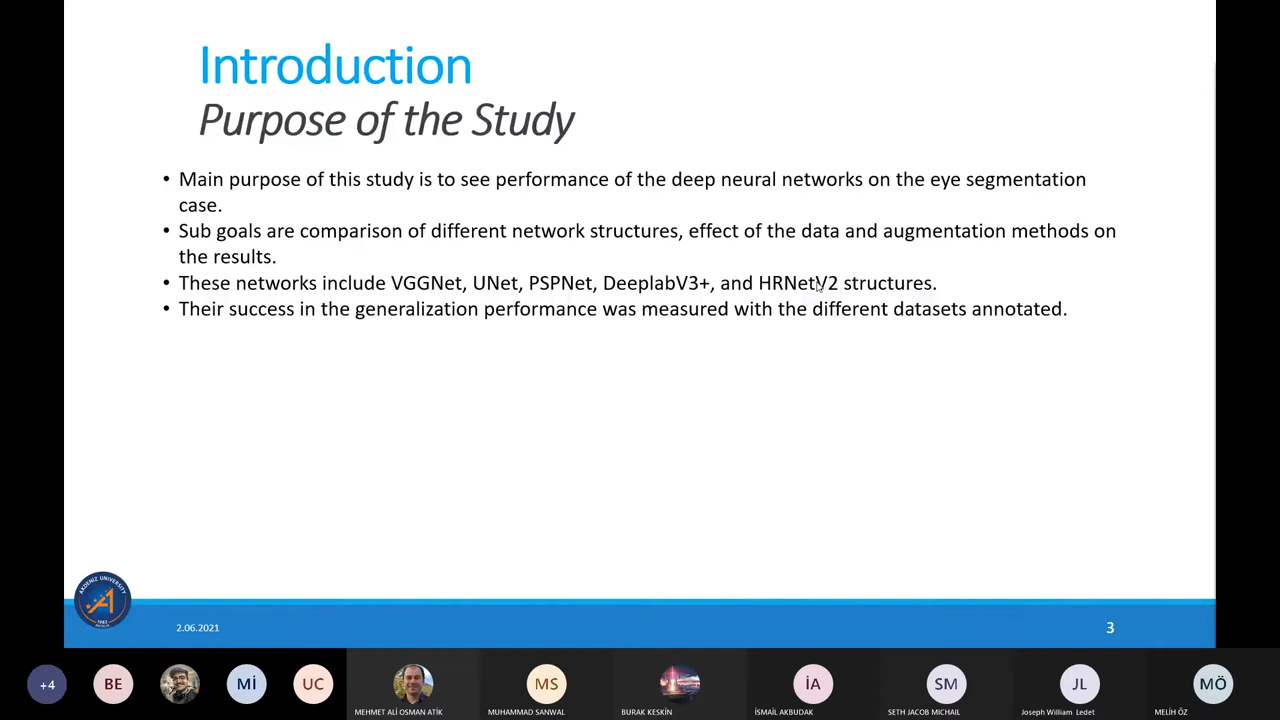 Introduction
Purpose of the Study
• Main purpose of this study is to see performance of the deep neural networks on the eye segmentation
case.
• Sub goals are comparison of different network structures, effect of the data and augmentation methods on
the results.
• These networks include VGGNet, UNet, PSPNet, DeeplabV3+, and HRNetV2 structures.
• Their success in the generalization performance was measured with the different datasets annotated.
AKDENIZ UNIVERSITY
1982
2.06.2021
3
+4
BE
Mİ
UC
MS
İA
SM
JL
MÖ
MEHMET ALİ OSMAN ATİK
MUHAMMAD SANWAL
BURAK KESKİN
İSMAİL AKBUDAK
SETH JACOB MICHAIL
Joseph William Ledet
MELİH ÖZ